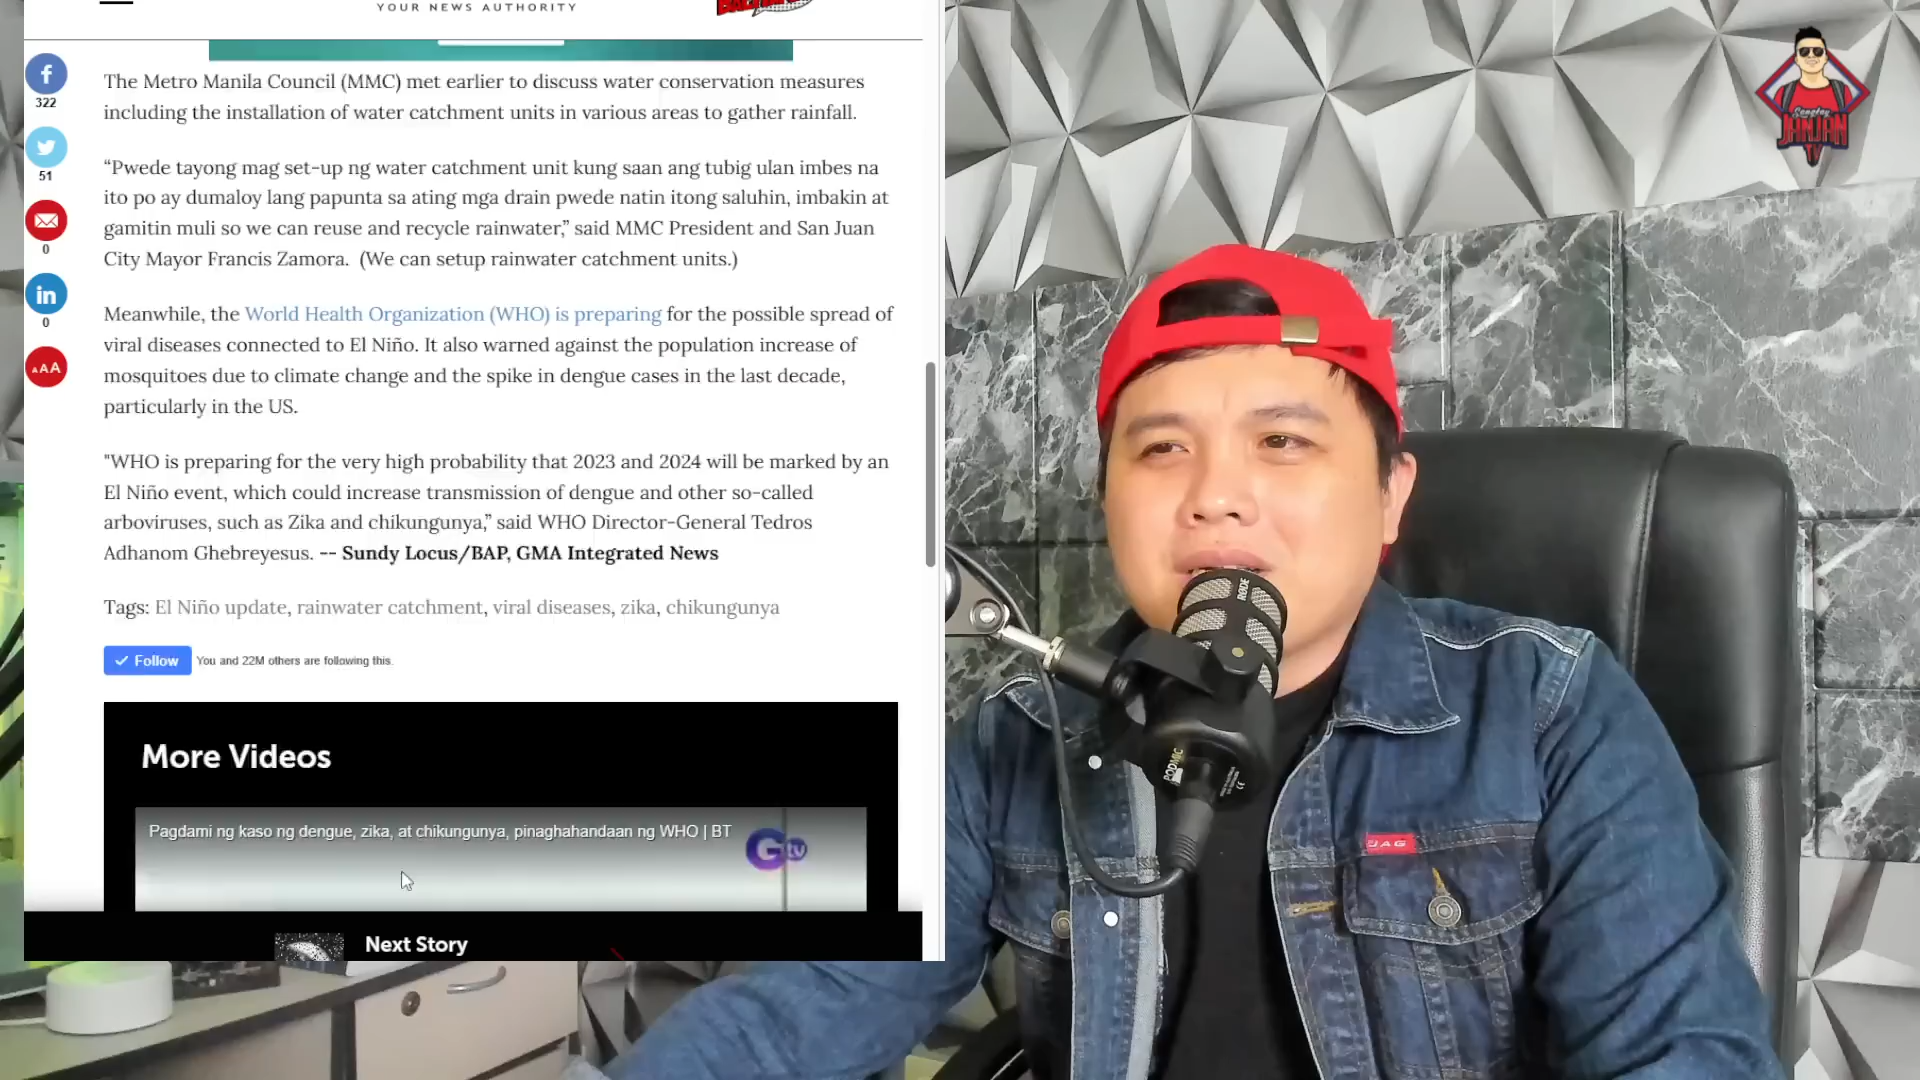 YOUR NEWS AUTHORITY
322
51
0
0
AAA
The Metro Manila Council (MMC) met earlier to discuss water conservation measures
including the installation of water catchment units in various areas to gather rainfall.
“Pwede tayong mag set-up ng water catchment unit kung saan ang tubig ulan imbes na
ito po ay dumaloy lang papunta sa ating mga drain pwede natin itong saluhin, imbakin at
gamitin muli so we can reuse and recycle rainwater,” said MMC President and San Juan
City Mayor Francis Zamora. (We can setup rainwater catchment units.)
Meanwhile, the World Health Organization (WHO) is preparing for the possible spread of
viral diseases connected to El Niño. It also warned against the population increase of
mosquitoes due to climate change and the spike in dengue cases in the last decade,
particularly in the US.
"WHO is preparing for the very high probability that 2023 and 2024 will be marked by an
El Niño event, which could increase transmission of dengue and other so-called
arboviruses, such as Zika and chikungunya,” said WHO Director-General Tedros
Adhanom Ghebreyesus. -- Sundy Locus/BAP, GMA Integrated News
Tags: El Niño update, rainwater catchment, viral diseases, zika, chikungunya
Follow You and 22M others are following this.
More Videos
Pagdami ng kaso ng dengue, zika, at chikungunya, pinaghahandaan ng WHO | BT
Gtv
Next Story
Sangkay
JANJAN
TV
RØDE
PODMIC
JAG